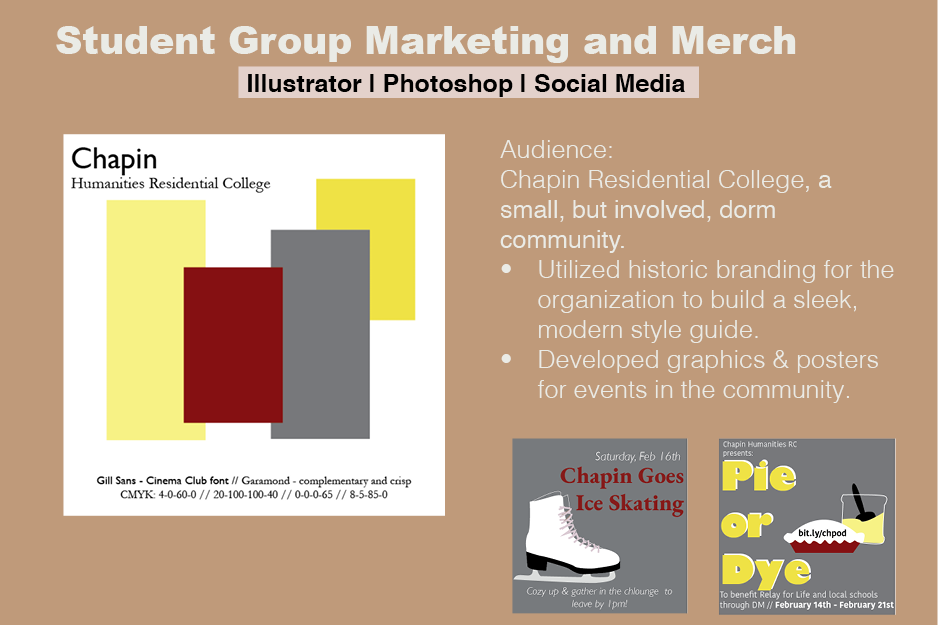 Student Group Marketing and Merch
Illustrator | Photoshop | Social Media
Chapin
Humanities Residential College
Gill Sans - Cinema Club font // Garamond - complementary and crisp
CMYK: 4-0-60-0 // 20-100-100-40 // 0-0-0-65 // 8-5-85-0
Audience:
Chapin Residential College, a
small, but involved, dorm
community.
• Utilized historic branding for the
organization to build a sleek,
modern style guide.
• Developed graphics & posters
for events in the community.
Saturday, Feb 16th
Chapin Goes
Ice Skating
Cozy up & gather in the chlounge to
leave by 1pm!
Chapin Humanities RC
presents:
Pie
or
Dye
bit.ly/chpod
To benefit Relay for Life and local schools
through DM // February 14th - February 21st